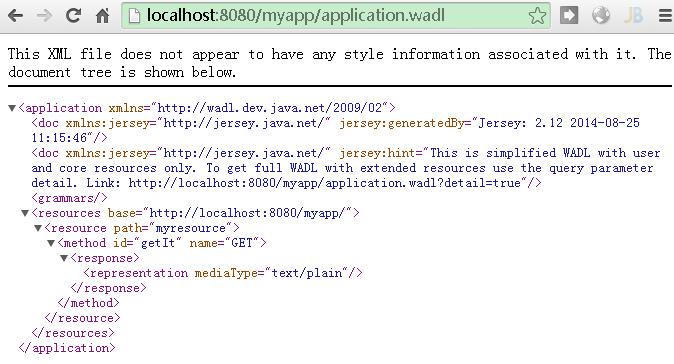 localhost:8080/myapp/application.wadl
JB
This XML file does not appear to have any style information associated with it. The
document tree is shown below.
▼<application xmlns="http://wadl.dev.java.net/2009/02">
<doc xmlns:jersey="http://jersey.java.net/" jersey:generatedBy="Jersey: 2.12 2014-08-25
11:15:46"/>
<doc xmlns:jersey="http://jersey.java.net/" jersey:hint="This is simplified WADL with user
and core resources only. To get full WADL with extended resources use the query parameter
detail. Link: http://localhost:8080/myapp/application.wadl?detail=true"/>
<grammars/>
▼<resources base="http://localhost:8080/myapp/">
▼<resource path="myresource">
▼<method id="getIt" name="GET">
▼<response>
<representation mediaType="text/plain"/>
</response>
</method>
</resource>
</resources>
</application>